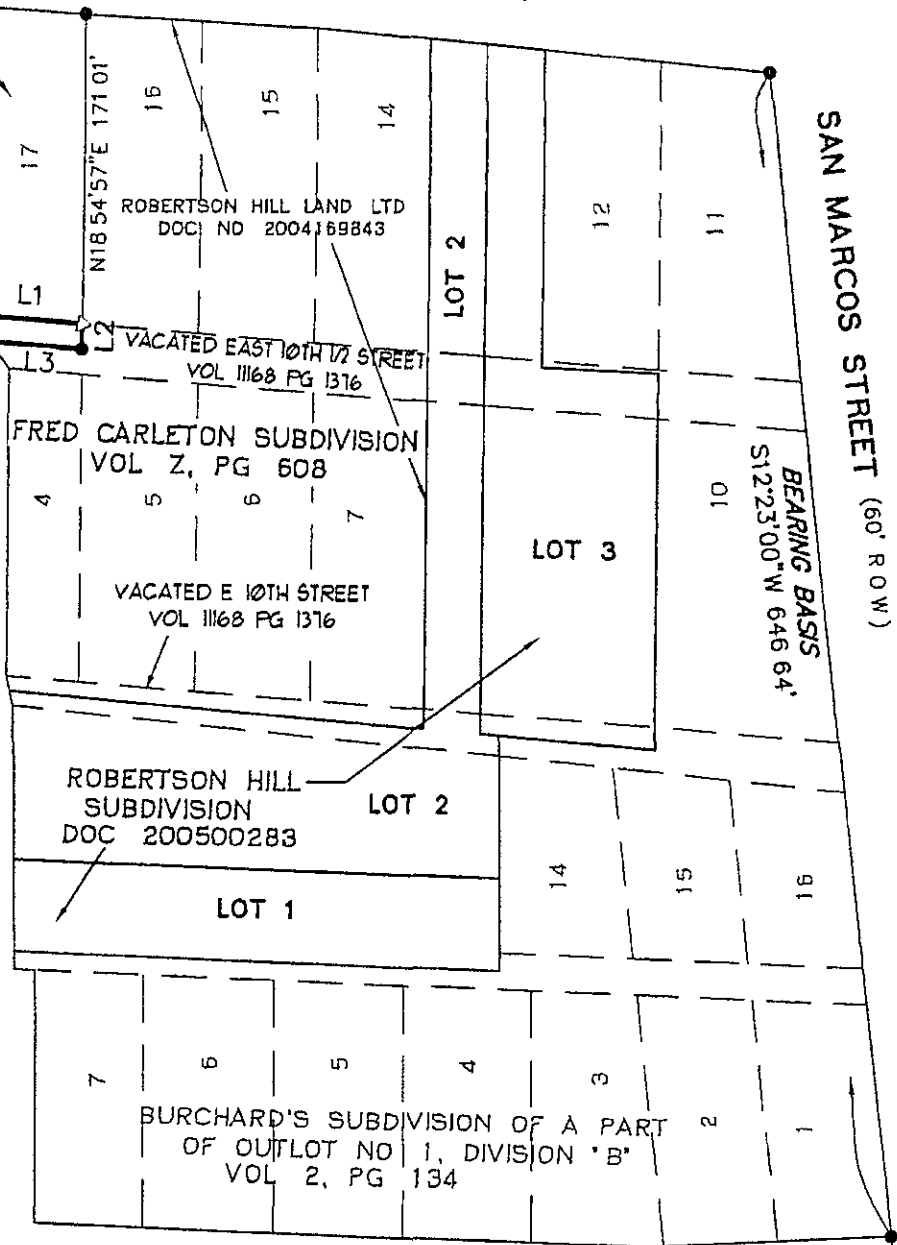 SAN MARCOS STREET (60' ROW)
BEARING BASIS
S12°23'00"W 646 64'
N18 54'57"E 171 01'
17
16
15
14
LOT 2
12
11
ROBERTSON HILL LAND LTD
DOC NO 2004169843
L1
L2
L3
VACATED EAST 10TH 1/2 STREET
VOL 11168 PG 1376
FRED CARLETON SUBDIVISION
VOL Z, PG 608
4
5
6
7
LOT 3
10
VACATED E 10TH STREET
VOL 11168 PG 1376
ROBERTSON HILL
SUBDIVISION
DOC 200500283
LOT 2
LOT 1
14
15
16
7
6
5
4
3
2
1
BURCHARD'S SUBDIVISION OF A PART
OF OUTLOT NO 1, DIVISION "B"
VOL 2, PG 134